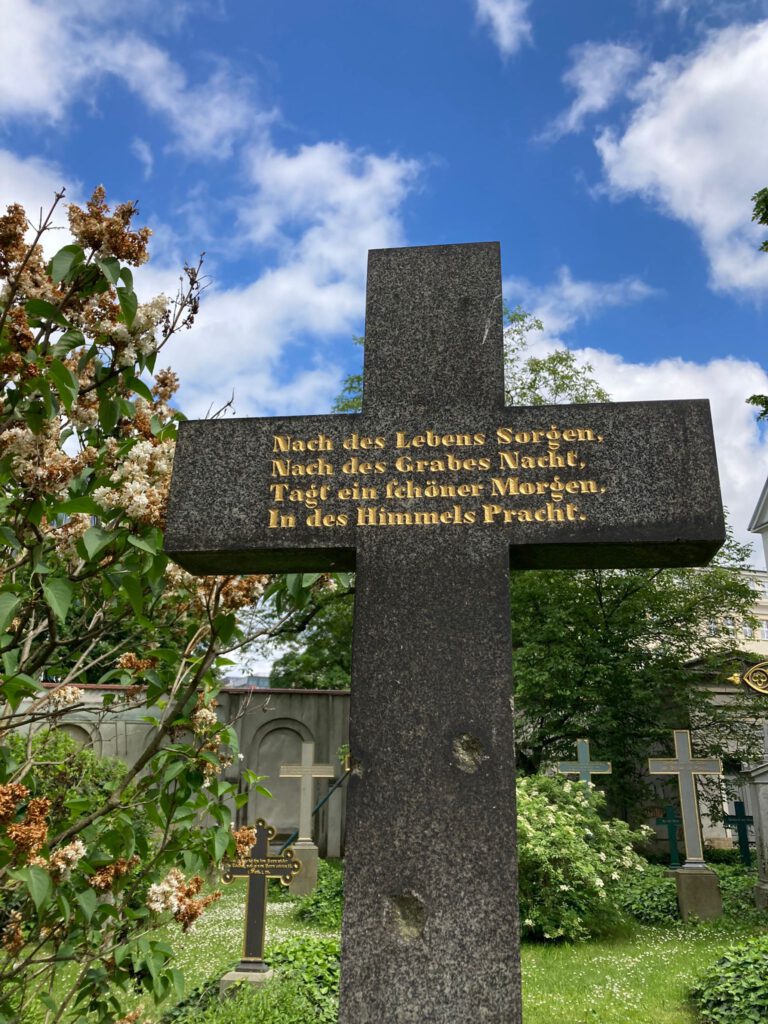 Nach des Lebens Sorgen,
Nach des Grabes Nacht,
Tagt ein ſchöner Morgen,
In des Himmels Pracht.